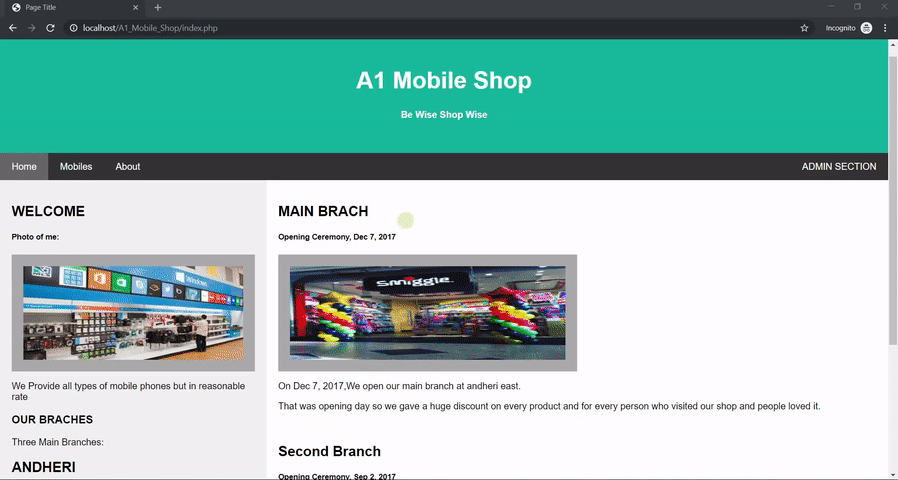 Page Title
localhost/A1_Mobile_Shop/index.php
Incognito
A1 Mobile Shop
Be Wise Shop Wise
Home
Mobiles
About
ADMIN SECTION
WELCOME
Photo of me:
Windows
We Provide all types of mobile phones but in reasonable
rate
OUR BRACHES
Three Main Branches:
ANDHERI
MAIN BRACH
Opening Ceremony, Dec 7, 2017
smiggle
On Dec 7, 2017,We open our main branch at andheri east.
That was opening day so we gave a huge discount on every product and for every person who visited our shop and people loved it.
Second Branch
Opening Ceremony, Sep 2, 2017